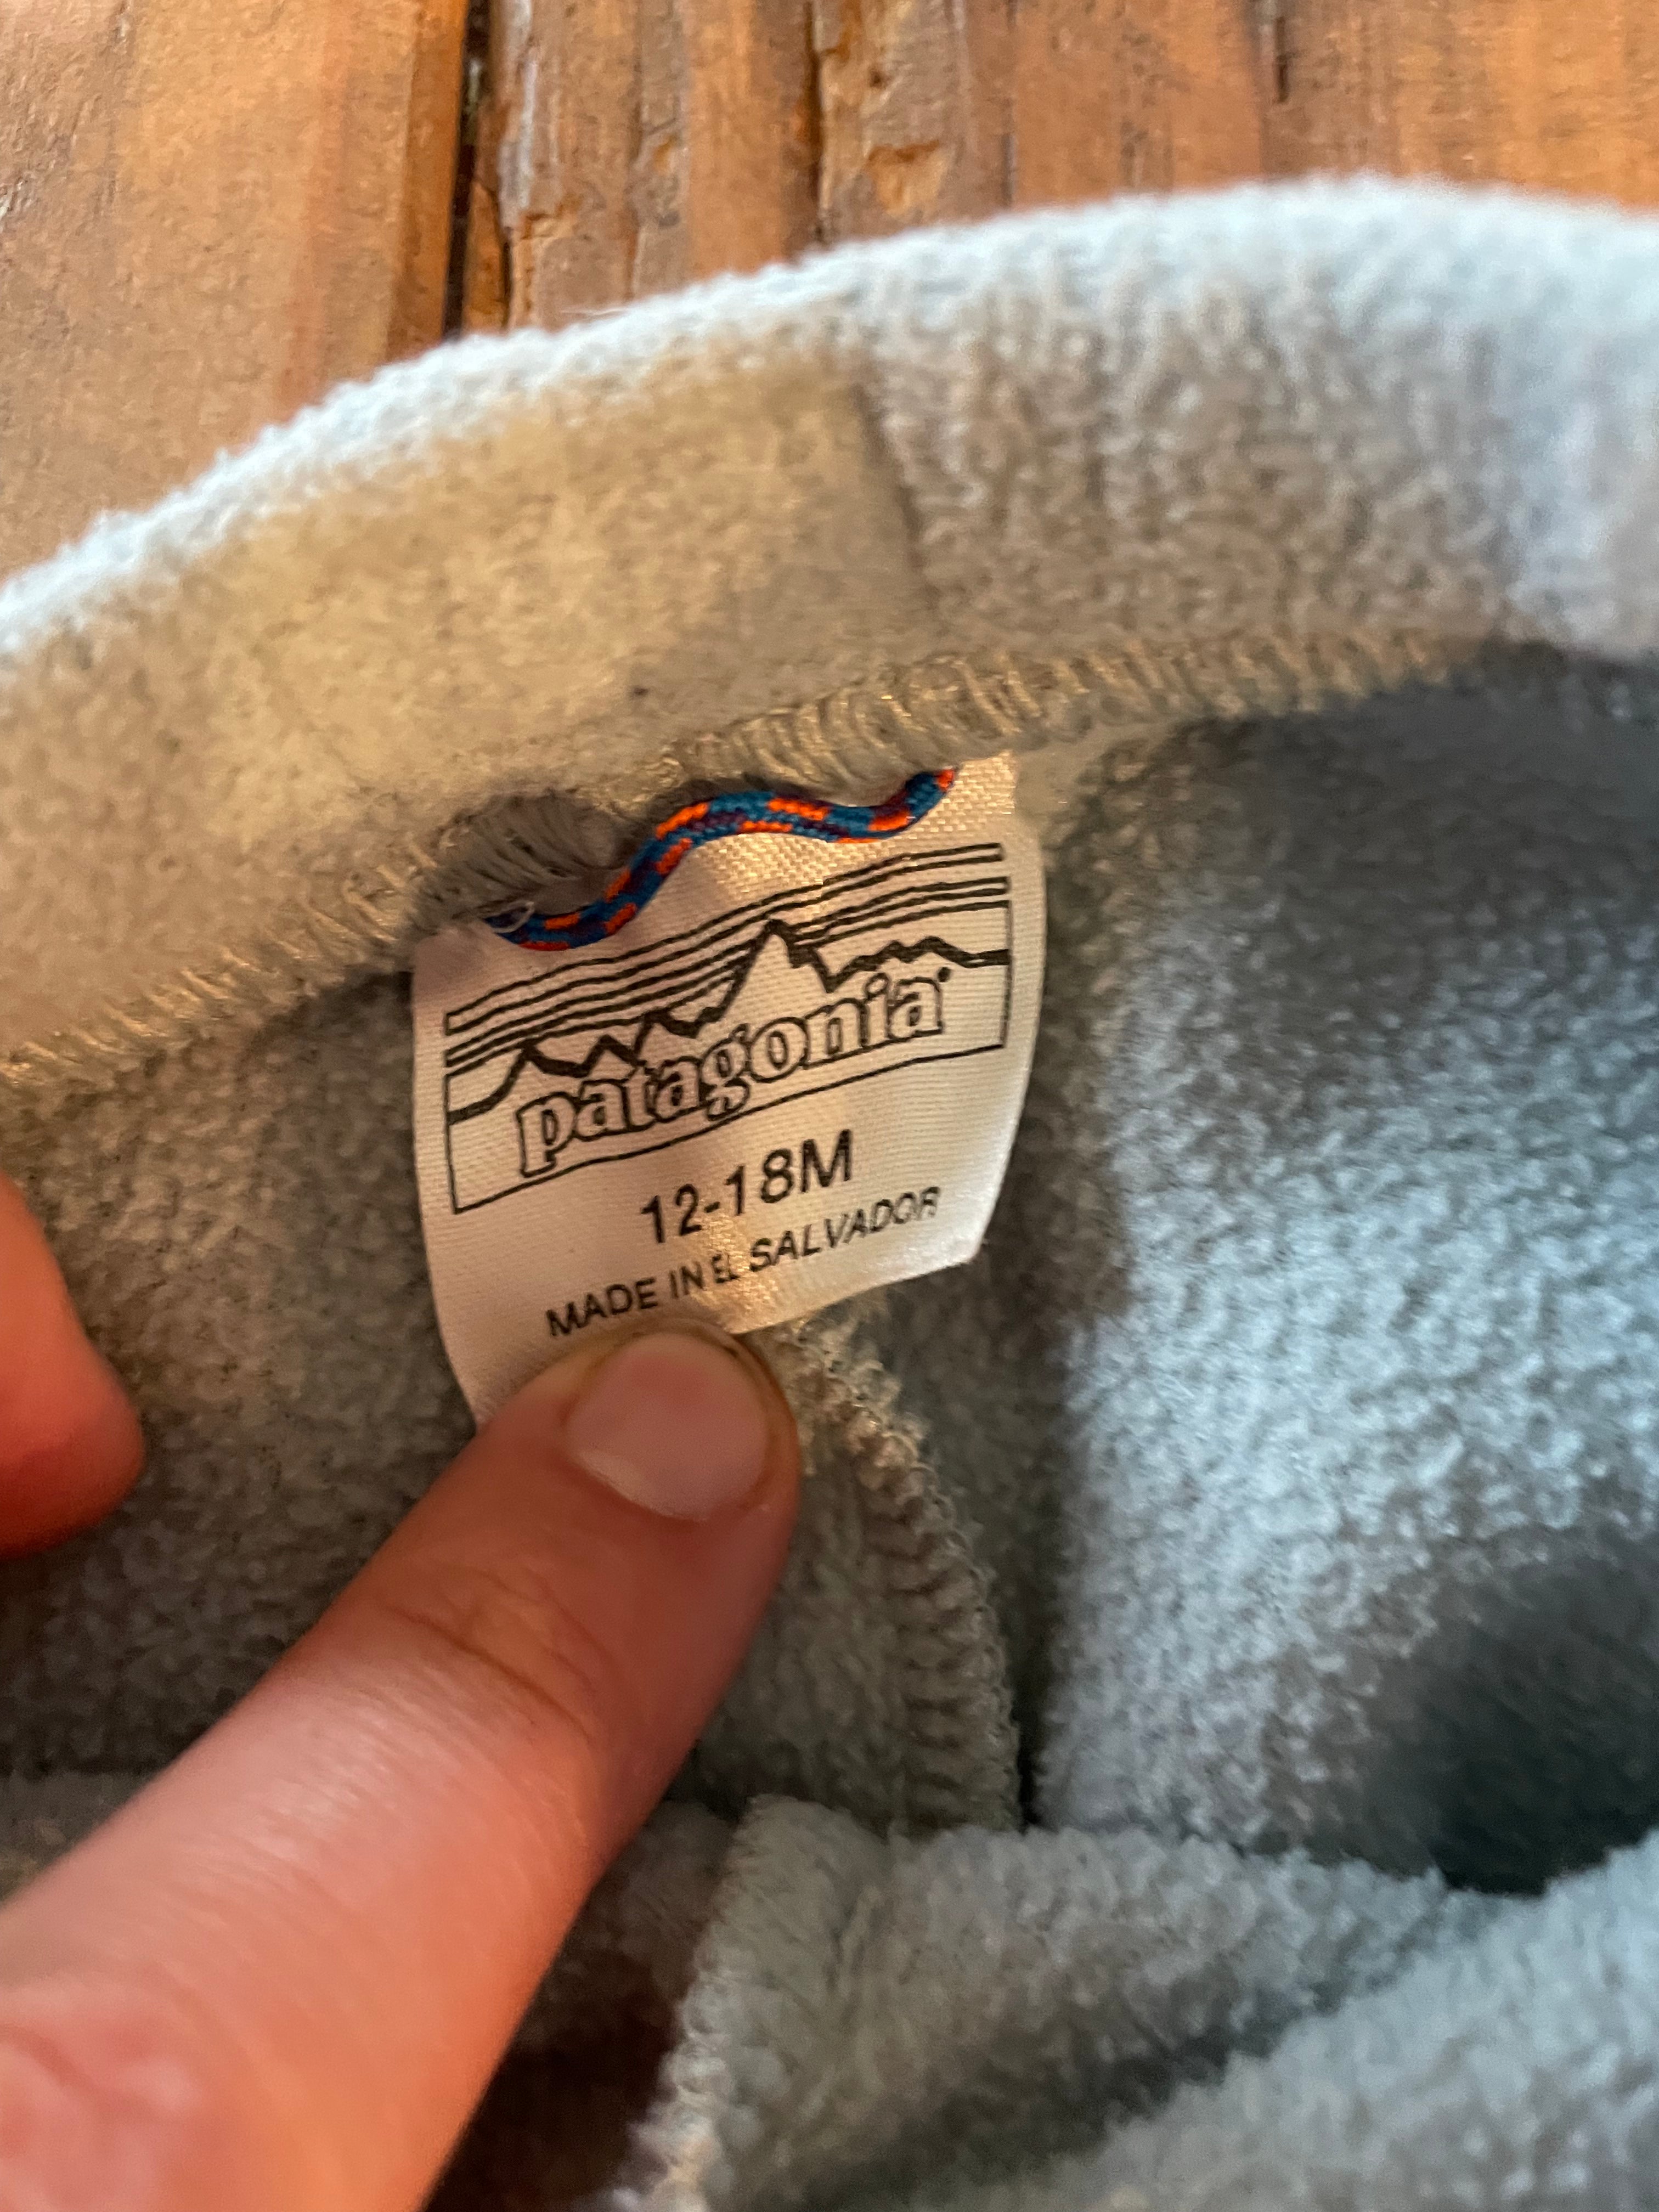 patagonia®
12-18M
MADE IN EL SALVADOR